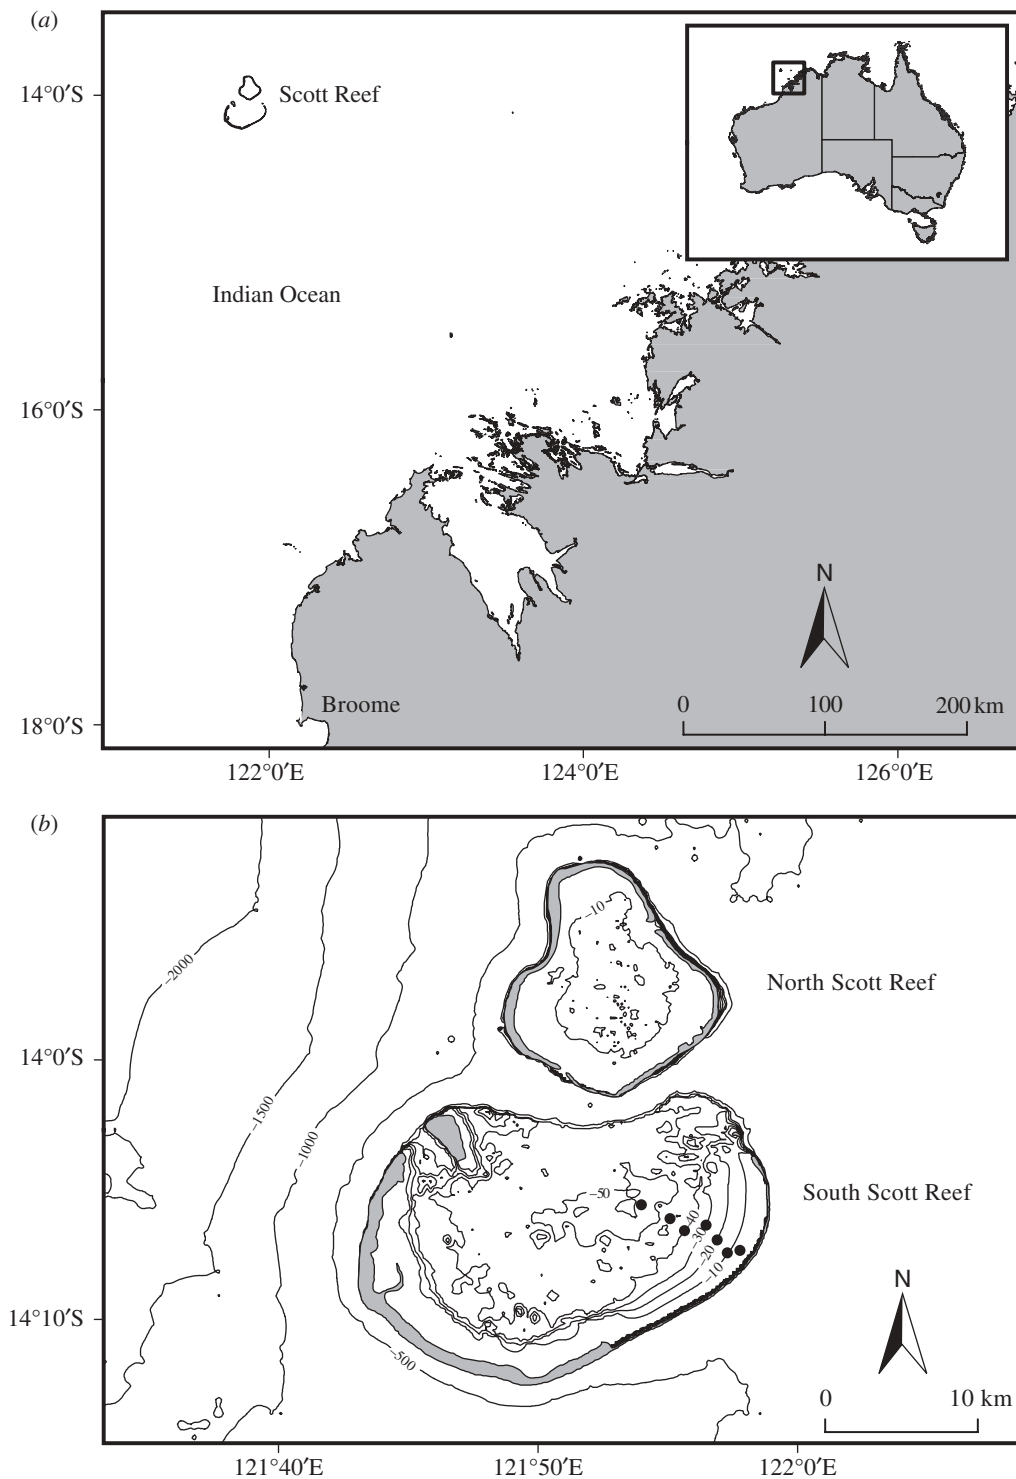 (a)
14°0′S
Scott Reef
Indian Ocean
16°0′S
N
Broome
0 100 200 km
18°0′S
122°0′E 124°0′E 126°0′E
(b)
–10
–2000
North Scott Reef
14°0′S
–1500
–1000
South Scott Reef
–50
–40
–30
–20
–10
N
14°10′S
–500
0 10 km
121°40′E 121°50′E 122°0′E